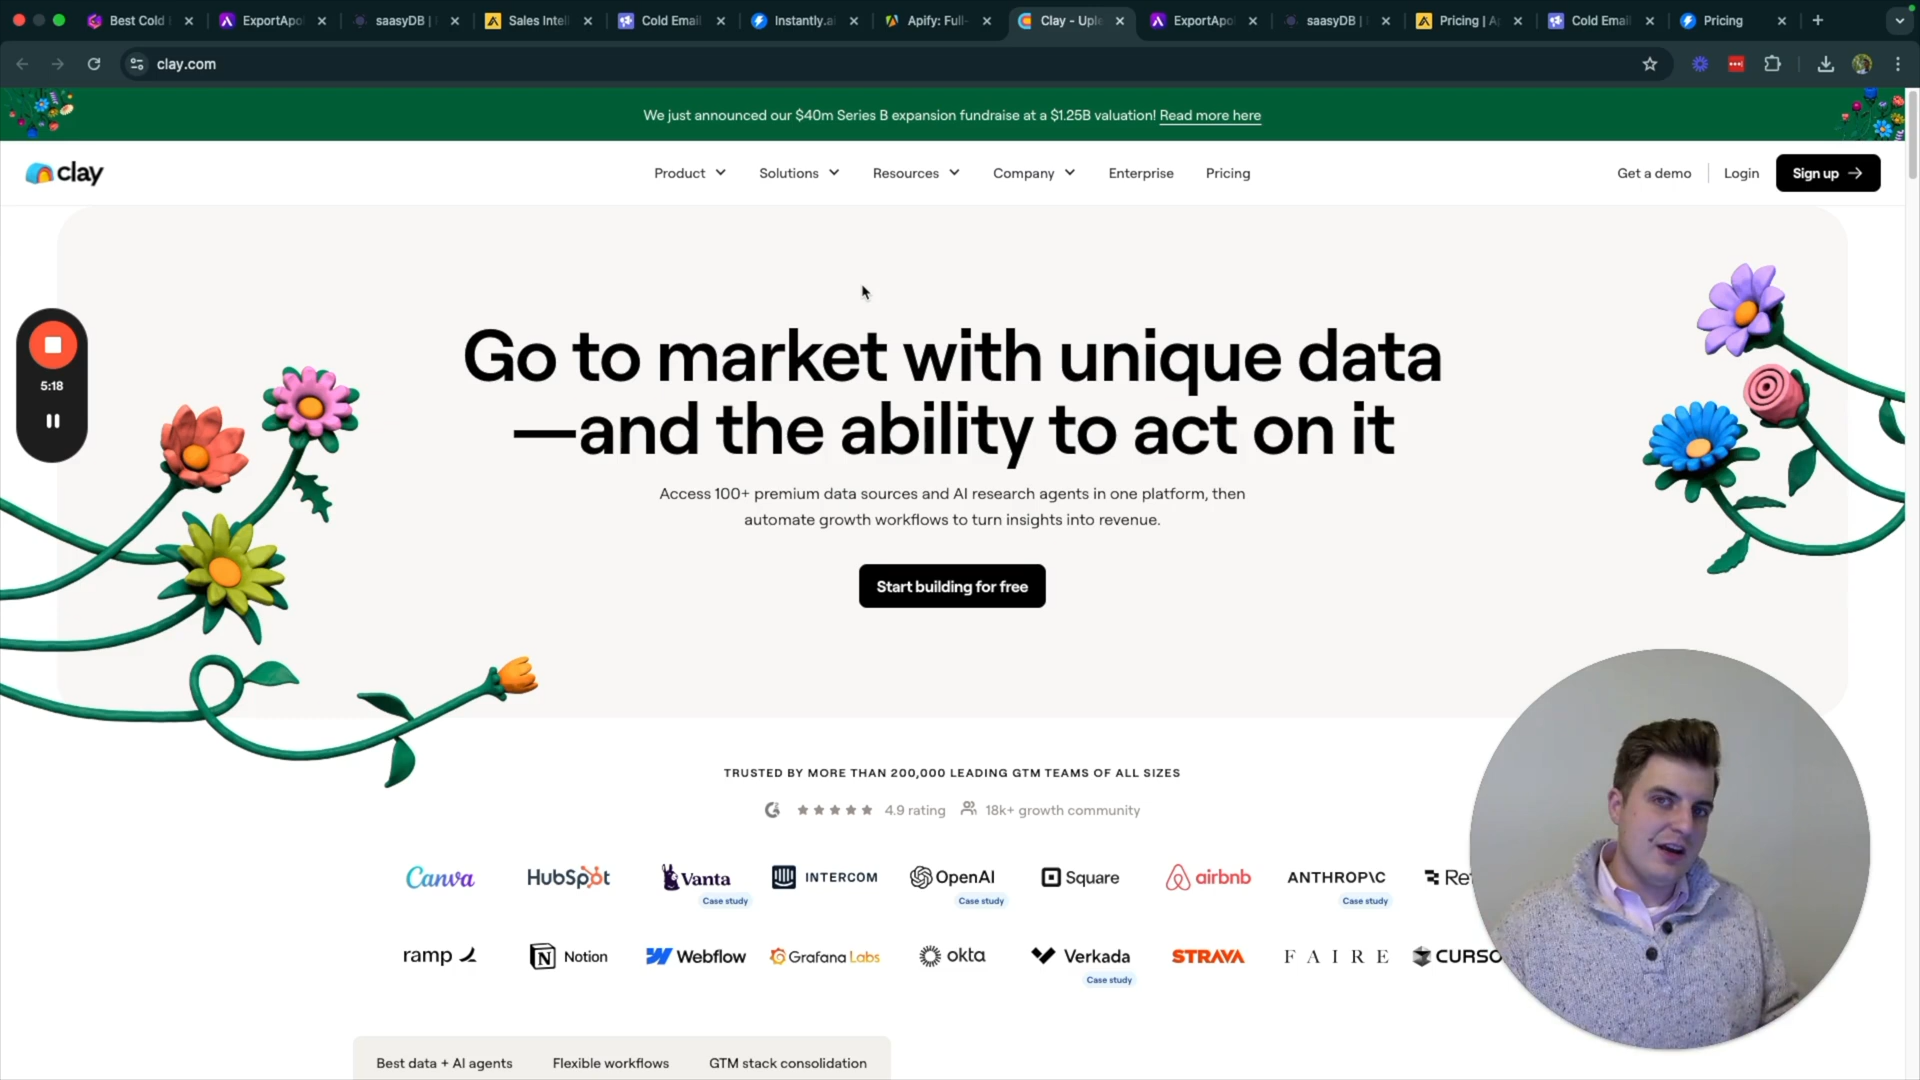 Best Cold
ExportApo
saasyDB |
Sales Intel
Cold Email
Instantly.ai
Apify: Full-
Clay - Uple
ExportApo
saasyDB |
Pricing | A
Cold Email
Pricing
clay.com
We just announced our $40m Series B expansion fundraise at a $1.25B valuation! Read more here
clay
Product
Solutions
Resources
Company
Enterprise
Pricing
Get a demo
Login
Sign up
5:18
Go to market with unique data
—and the ability to act on it
Access 100+ premium data sources and AI research agents in one platform, then
automate growth workflows to turn insights into revenue.
Start building for free
TRUSTED BY MORE THAN 200,000 LEADING GTM TEAMS OF ALL SIZES
4.9 rating
18k+ growth community
Canva
HubSpot
Vanta
Case study
INTERCOM
OpenAI
Case study
Square
airbnb
ANTHROP\C
Case study
Re
ramp
Notion
Webflow
Grafana Labs
okta
Verkada
Case study
STRAVA
FAIRE
CURSO
Best data + AI agents
Flexible workflows
GTM stack consolidation